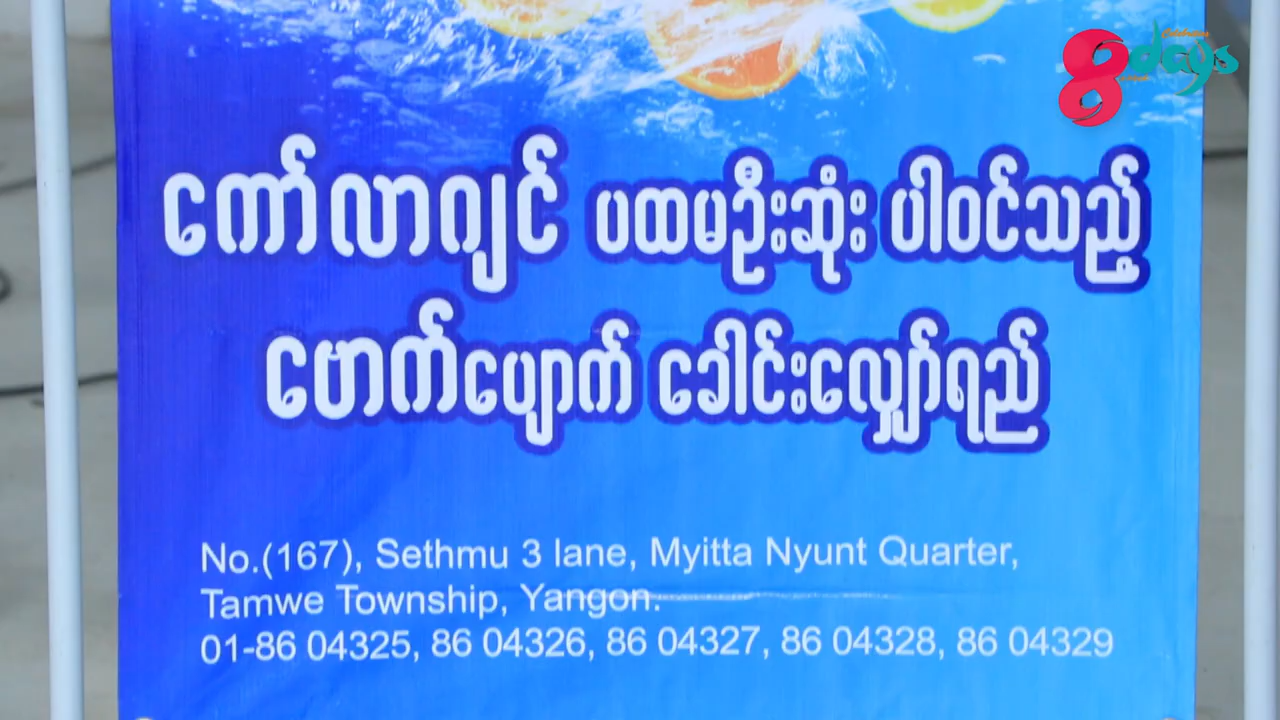 8days
ကော်လာဂျင် ပထမဦးဆုံး ပါဝင်သည့်
ဗောက်ပျောက် ခေါင်းလျှော်ရည်
No.(167), Sethmu 3 lane, Myitta Nyunt Quarter,
Tamwe Township, Yangon.
01-86 04325, 86 04326, 86 04327, 86 04328, 86 04329